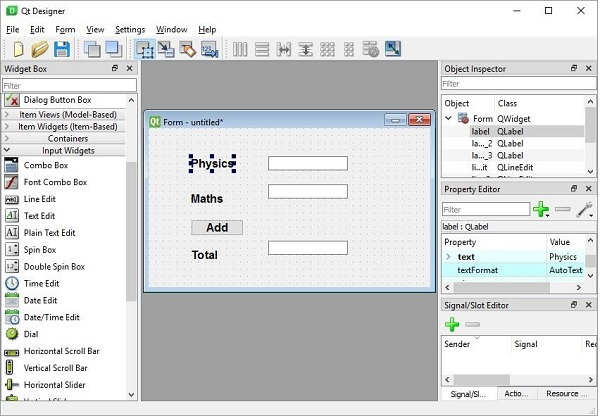 Qt Designer
File Edit Form View Settings Window Help
Widget Box
Filter
Dialog Button Box
Item Views (Model-Based)
Item Widgets (Item-Based)
Containers
Input Widgets
Combo Box
Font Combo Box
Line Edit
Text Edit
Plain Text Edit
Spin Box
Double Spin Box
Time Edit
Date Edit
Date/Time Edit
Dial
Horizontal Scroll Bar
Vertical Scroll Bar
Horizontal Slider
Vertical Slider
Form - untitled*
Physics
Maths
Add
Total
Object Inspector
Filter
Object Class
Form QWidget
label QLabel
la..._2 QLabel
la..._3 QLabel
li...it QLineEdit
Property Editor
Filter
label : QLabel
Property Value
text Physics
textFormat AutoText
Signal/Slot Editor
Sender Signal Rec
Signal/Sl... Actio... Resource ...